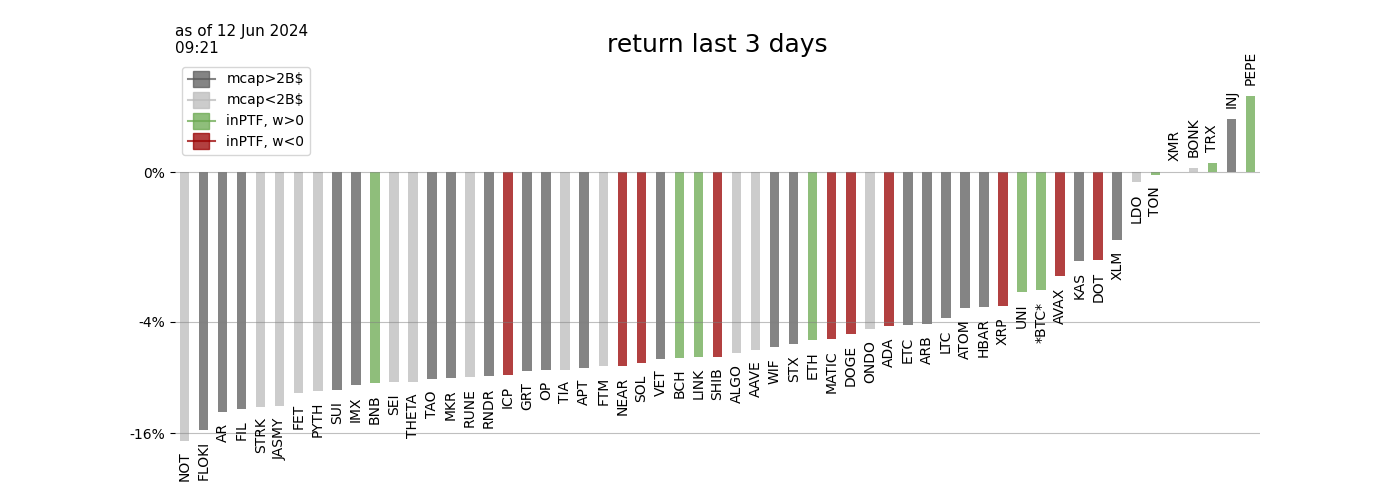 as of 12 Jun 2024
09:21
return last 3 days
mcap>2B$
mcap<2B$
inPTF, w>0
inPTF, w<0
0%
-4%
-16%
NOT
FLOKI
AR
FIL
STRK
JASMY
FET
PYTH
SUI
IMX
BNB
SEI
THETA
TAO
MKR
RUNE
RNDR
ICP
GRT
OP
TIA
APT
FTM
NEAR
SOL
VET
BCH
LINK
SHIB
ALGO
AAVE
WIF
STX
ETH
MATIC
DOGE
ONDO
ADA
ETC
ARB
LTC
ATOM
HBAR
XRP
UNI
*BTC*
AVAX
KAS
DOT
XLM
LDO
TON
XMR
BONK
TRX
INJ
PEPE